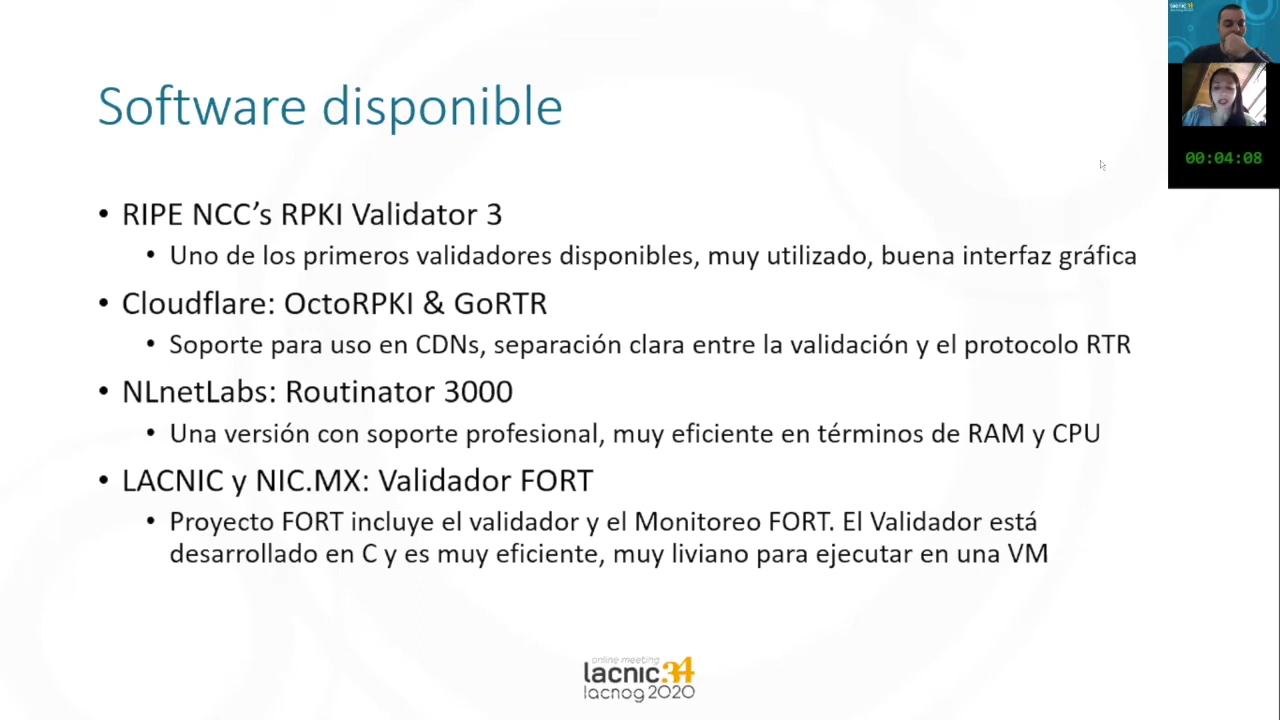 Software disponible
• RIPE NCC’s RPKI Validator 3
• Uno de los primeros validadores disponibles, muy utilizado, buena interfaz gráfica
• Cloudflare: OctoRPKI & GoRTR
• Soporte para uso en CDNs, separación clara entre la validación y el protocolo RTR
• NLnetLabs: Routinator 3000
• Una versión con soporte profesional, muy eficiente en términos de RAM y CPU
• LACNIC y NIC.MX: Validador FORT
• Proyecto FORT incluye el validador y el Monitoreo FORT. El Validador está
desarrollado en C y es muy eficiente, muy liviano para ejecutar en una VM
online meeting
lacnic34
lacnog2020
lacnic34
00:04:08